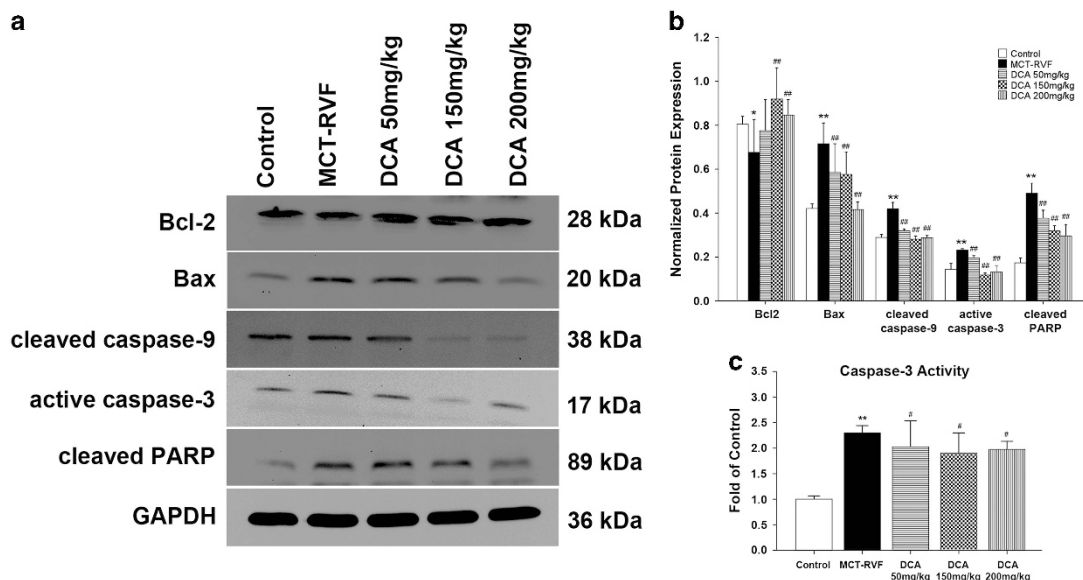 a
Control
MCT-RVF
DCA 50mg/kg
DCA 150mg/kg
DCA 200mg/kg
Bcl-2
28 kDa
Bax
20 kDa
cleaved caspase-9
38 kDa
active caspase-3
17 kDa
cleaved PARP
89 kDa
GAPDH
36 kDa
b
Normalized Protein Expression
1.2
1.0
0.8
0.6
0.4
0.2
0.0
Control
MCT-RVF
DCA 50mg/kg
DCA 150mg/kg
DCA 200mg/kg
*
##
##
**
##
##
##
**
##
##
##
**
##
##
##
**
##
##
##
Bcl2
Bax
cleaved
caspase-9
active
caspase-3
cleaved
PARP
c
Caspase-3 Activity
Fold of Control
3.5
3.0
2.5
2.0
1.5
1.0
0.5
0.0
**
#
#
#
Control
MCT-RVF
DCA
50mg/kg
DCA
150mg/kg
DCA
200mg/kg